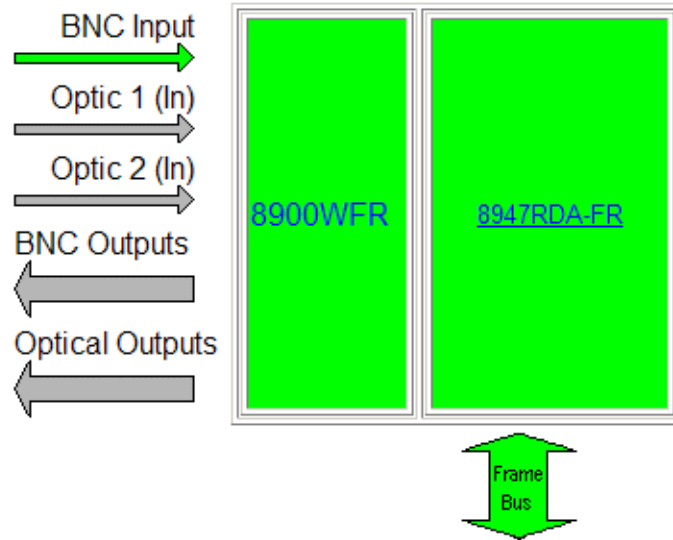 BNC Input
Optic 1 (In)
Optic 2 (In)
BNC Outputs
Optical Outputs
8900WFR
8947RDA-FR
Frame
Bus